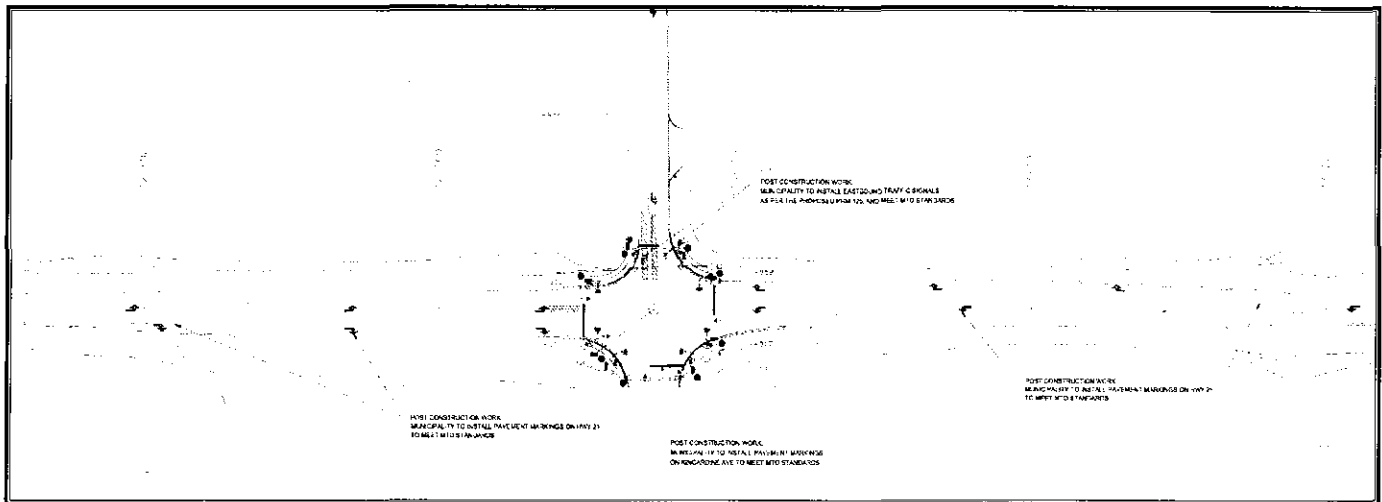 POST CONSTRUCTION WORK
MUNICIPALITY TO INSTALL EASTBOUND TRAFFIC SIGNALS
AS PER THE PROPOSED PHM 125, AND MEET MTO STANDARDS
POST CONSTRUCTION WORK
MUNICIPALITY TO INSTALL PAVEMENT MARKINGS ON HWY 21
TO MEET MTO STANDARDS
POST CONSTRUCTION WORK
MUNICIPALITY TO INSTALL PAVEMENT MARKINGS ON HWY 21
TO MEET MTO STANDARDS
POST CONSTRUCTION WORK
MUNICIPALITY TO INSTALL PAVEMENT MARKINGS
ON KINCARDINE AVE TO MEET MTO STANDARDS